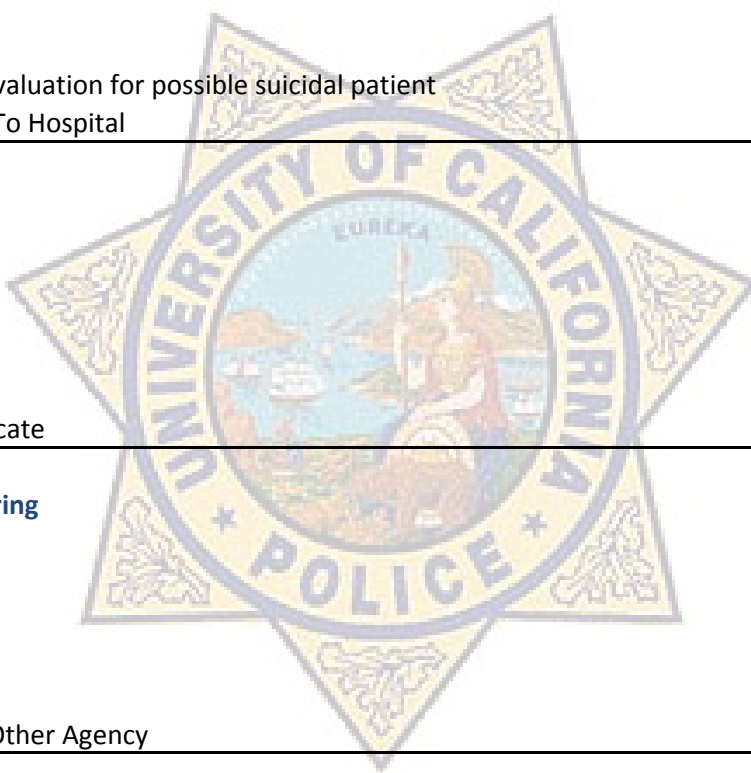 valuation for possible suicidal patient
To Hospital
UNIVERSITY OF CALIFORNIA
EUREKA
cate
ring
POLICE
Other Agency